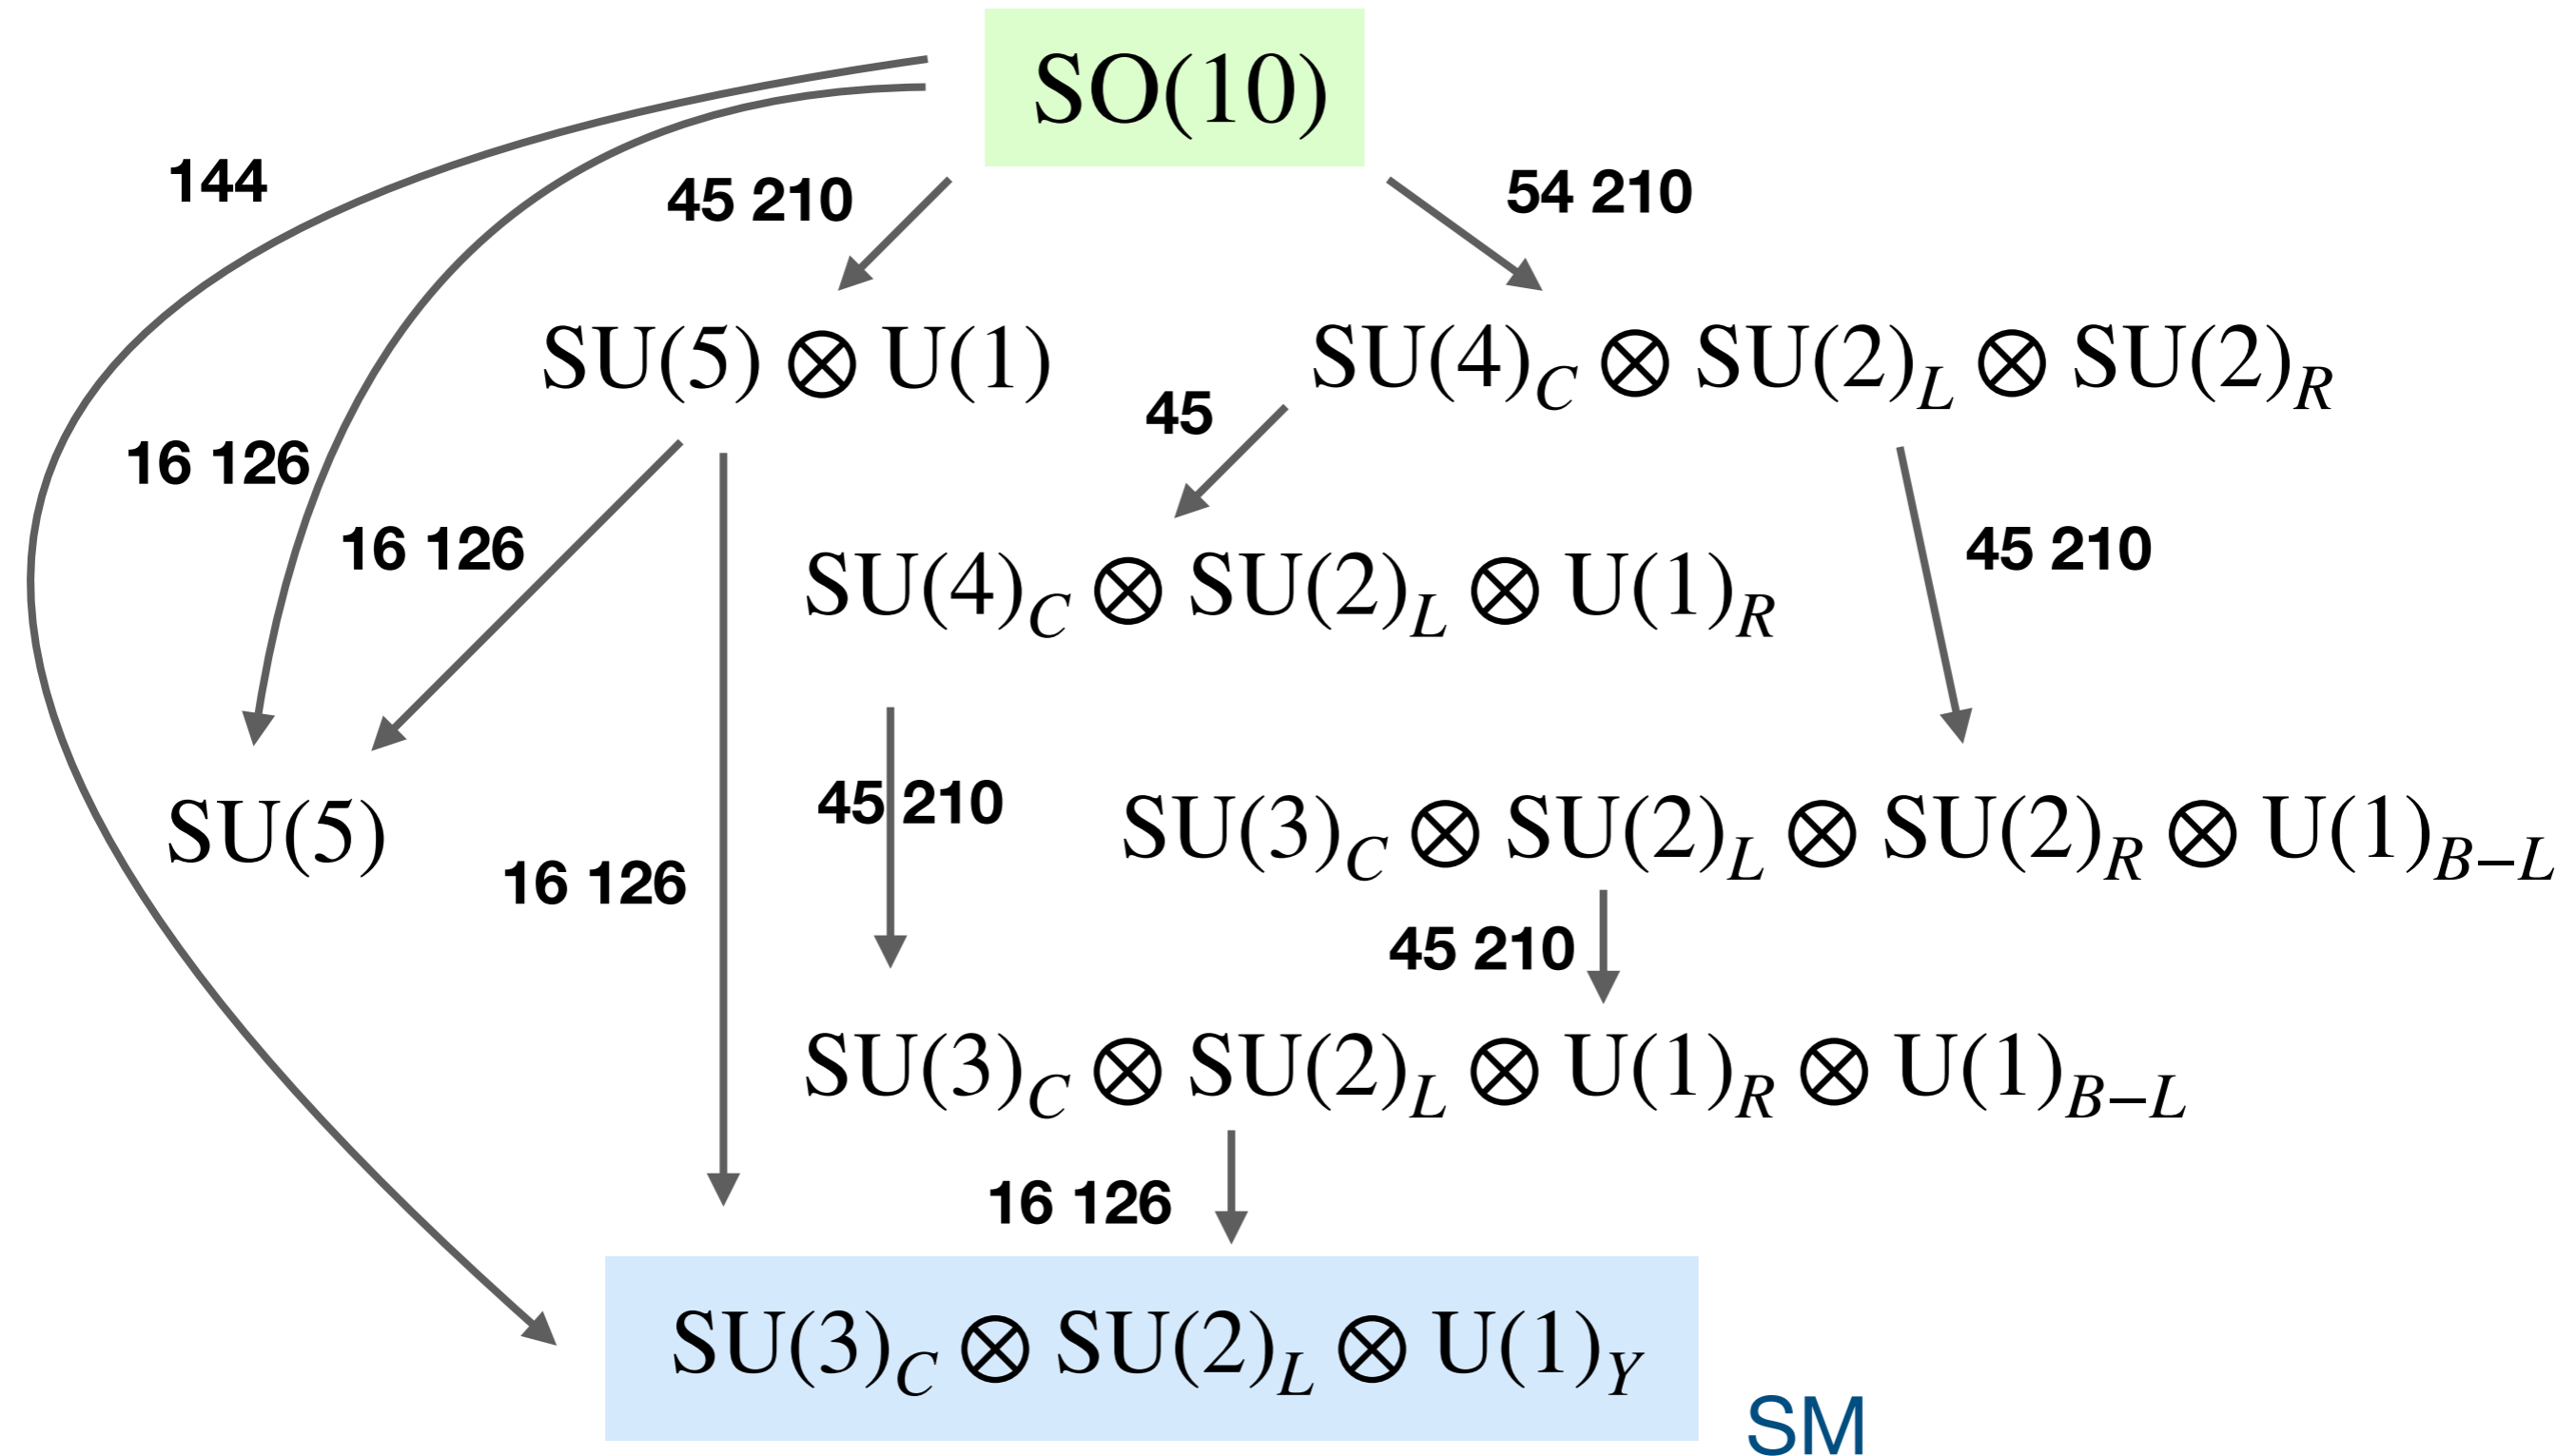 SO(10)
144
45 210
54 210
SU(5) ⊗ U(1)
SU(4)_C ⊗ SU(2)_L ⊗ SU(2)_R
45
16 126
16 126
45 210
SU(4)_C ⊗ SU(2)_L ⊗ U(1)_R
SU(5)
45 210
SU(3)_C ⊗ SU(2)_L ⊗ SU(2)_R ⊗ U(1)_{B−L}
16 126
45 210
SU(3)_C ⊗ SU(2)_L ⊗ U(1)_R ⊗ U(1)_{B−L}
16 126
SU(3)_C ⊗ SU(2)_L ⊗ U(1)_Y
SM